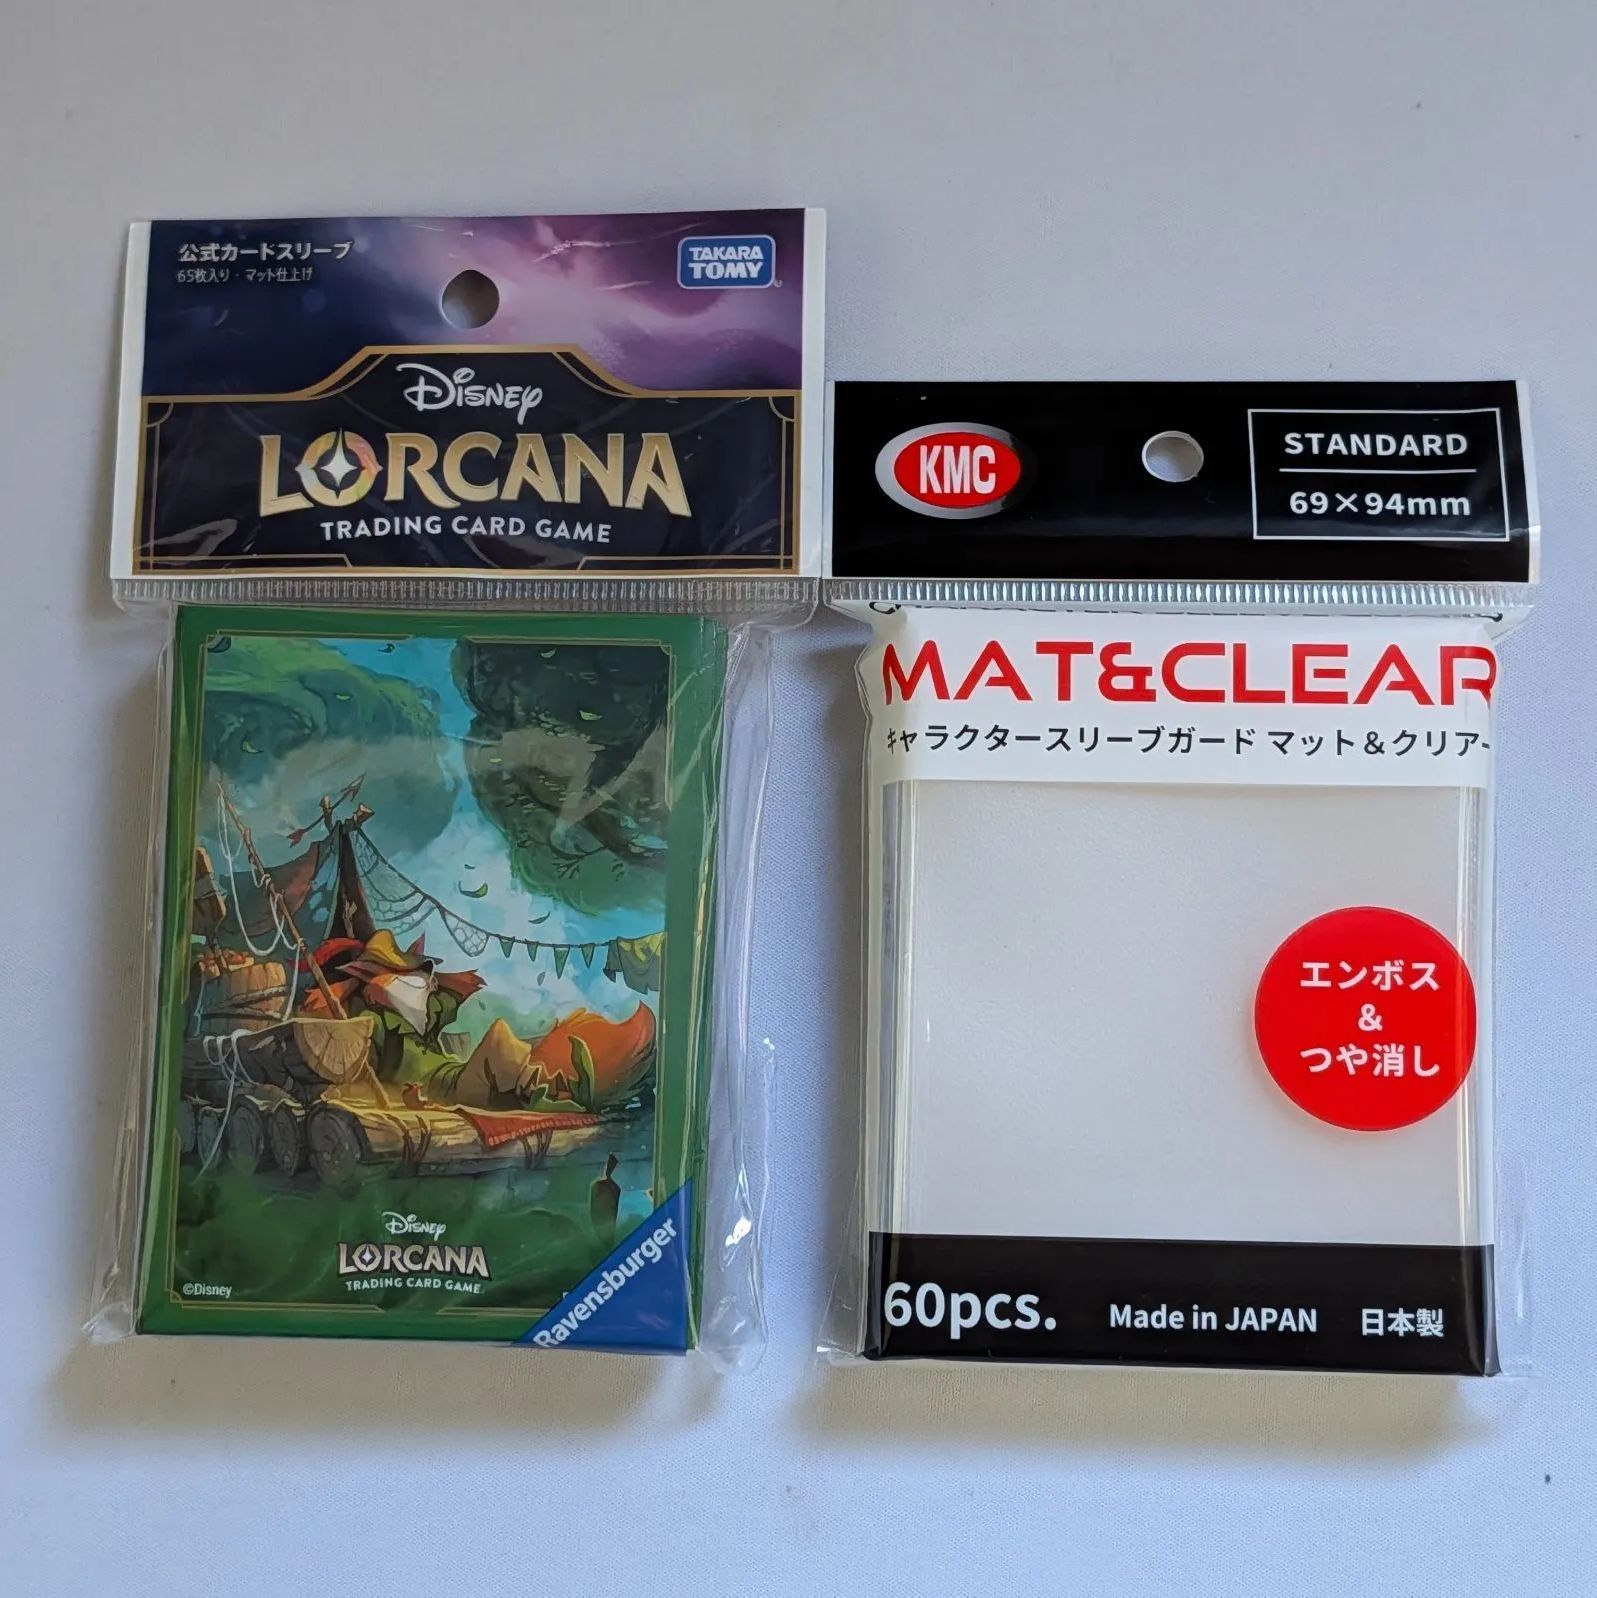 公式カードスリーブ
65枚入り・マット仕上げ
TAKARA
TOMY
Disney
LORCANA
TRADING CARD GAME
Disney
LORCANA
TRADING CARD GAME
©Disney
Ravensburger
KMC
STANDARD
69×94mm
MAT&CLEAR
キャラクタースリーブガード マット&クリアー
エンボス
&
つや消し
60pcs.
Made in JAPAN
日本製